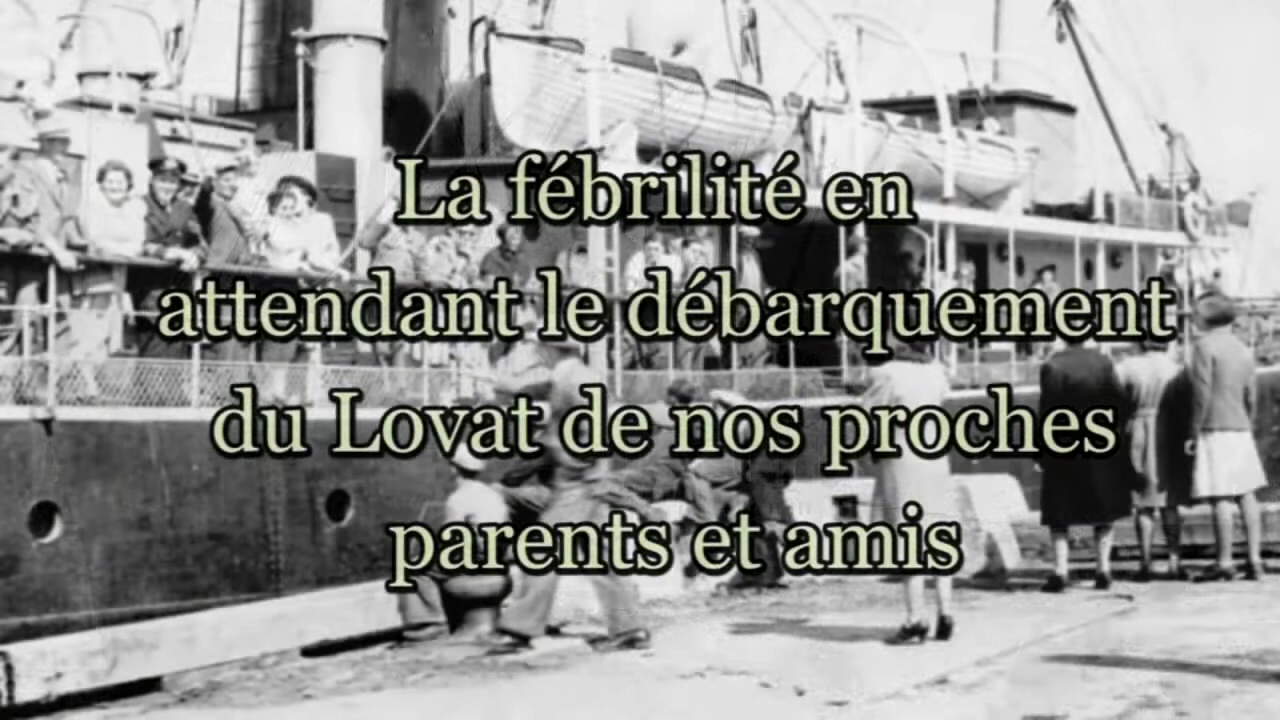 La fébrilité en
attendant le débarquement
du Lovat de nos proches
parents et amis